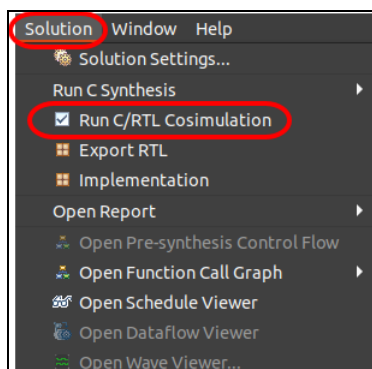 Solution Window Help
Solution Settings...
Run C Synthesis
Run C/RTL Cosimulation
Export RTL
Implementation
Open Report
Open Pre-synthesis Control Flow
Open Function Call Graph
Open Schedule Viewer
Open Dataflow Viewer
Open Wave Viewer...